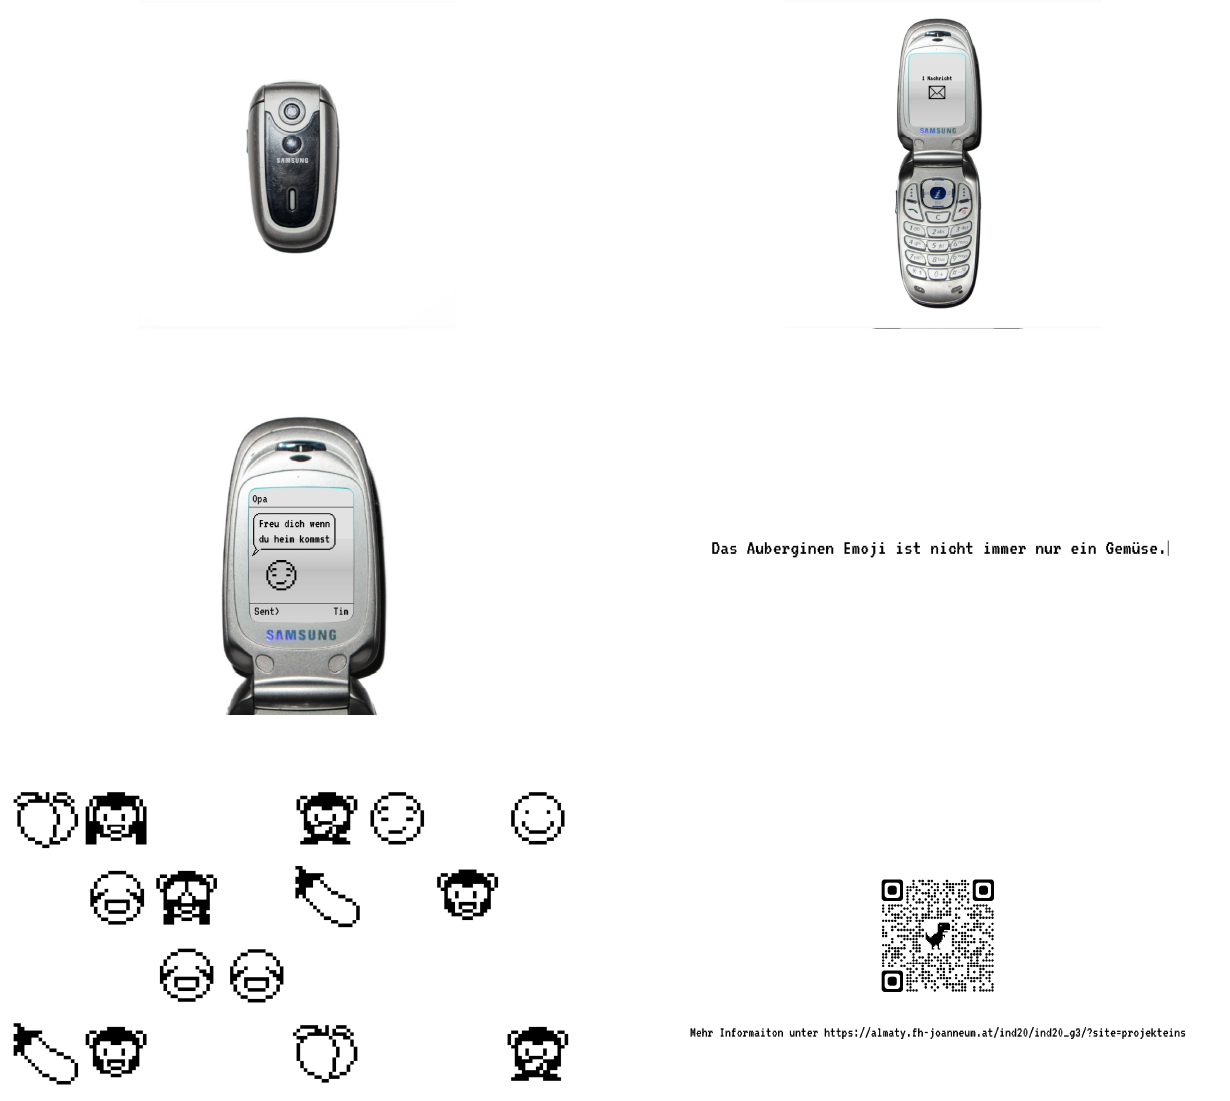 SAMSUNG
1 Nachricht
SAMSUNG
Opa
Freu dich wenn
du heim kommst
Sent> Tim
SAMSUNG
Das Auberginen Emoji ist nicht immer nur ein Gemüse.
Mehr Informaiton unter https://almaty.fh-joanneum.at/ind20/ind20_g3/?site=projekteins